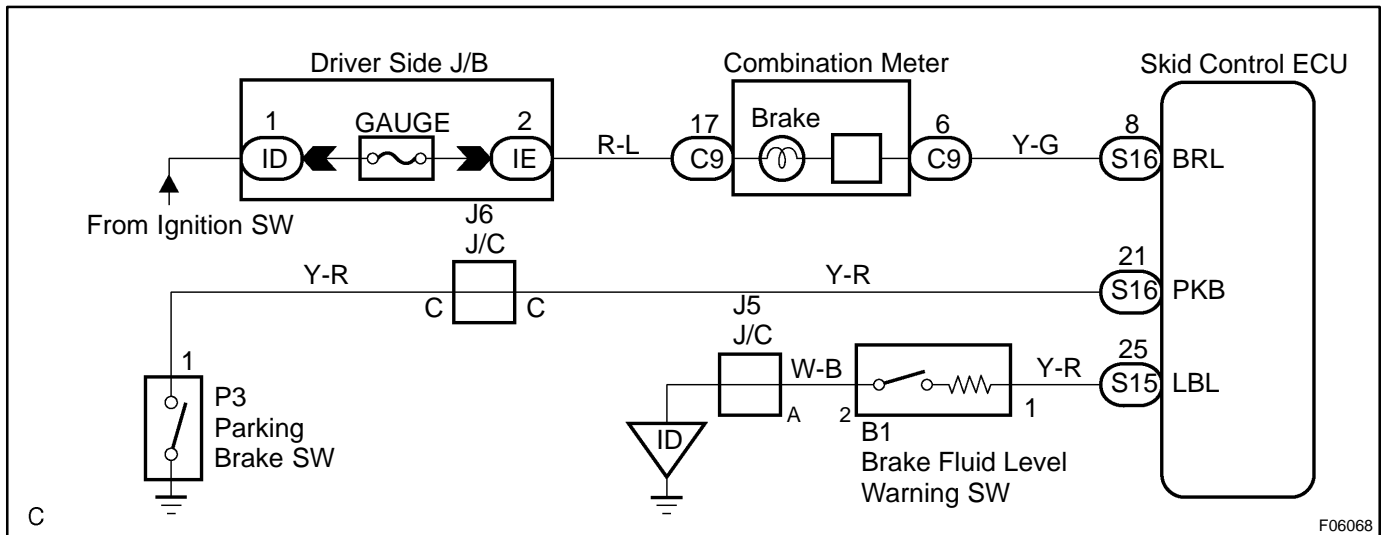 Driver Side J/B
Combination Meter
Skid Control ECU
1
GAUGE
2
17
Brake
6
8
ID
IE
R-L
C9
C9
Y-G
S16
BRL
From Ignition SW
J6
J/C
Y-R
Y-R
21
C
C
S16
PKB
J5
J/C
25
W-B
Y-R
S15
LBL
1
A
2
1
P3
Parking
Brake SW
ID
B1
Brake Fluid Level
Warning SW
C
F06068